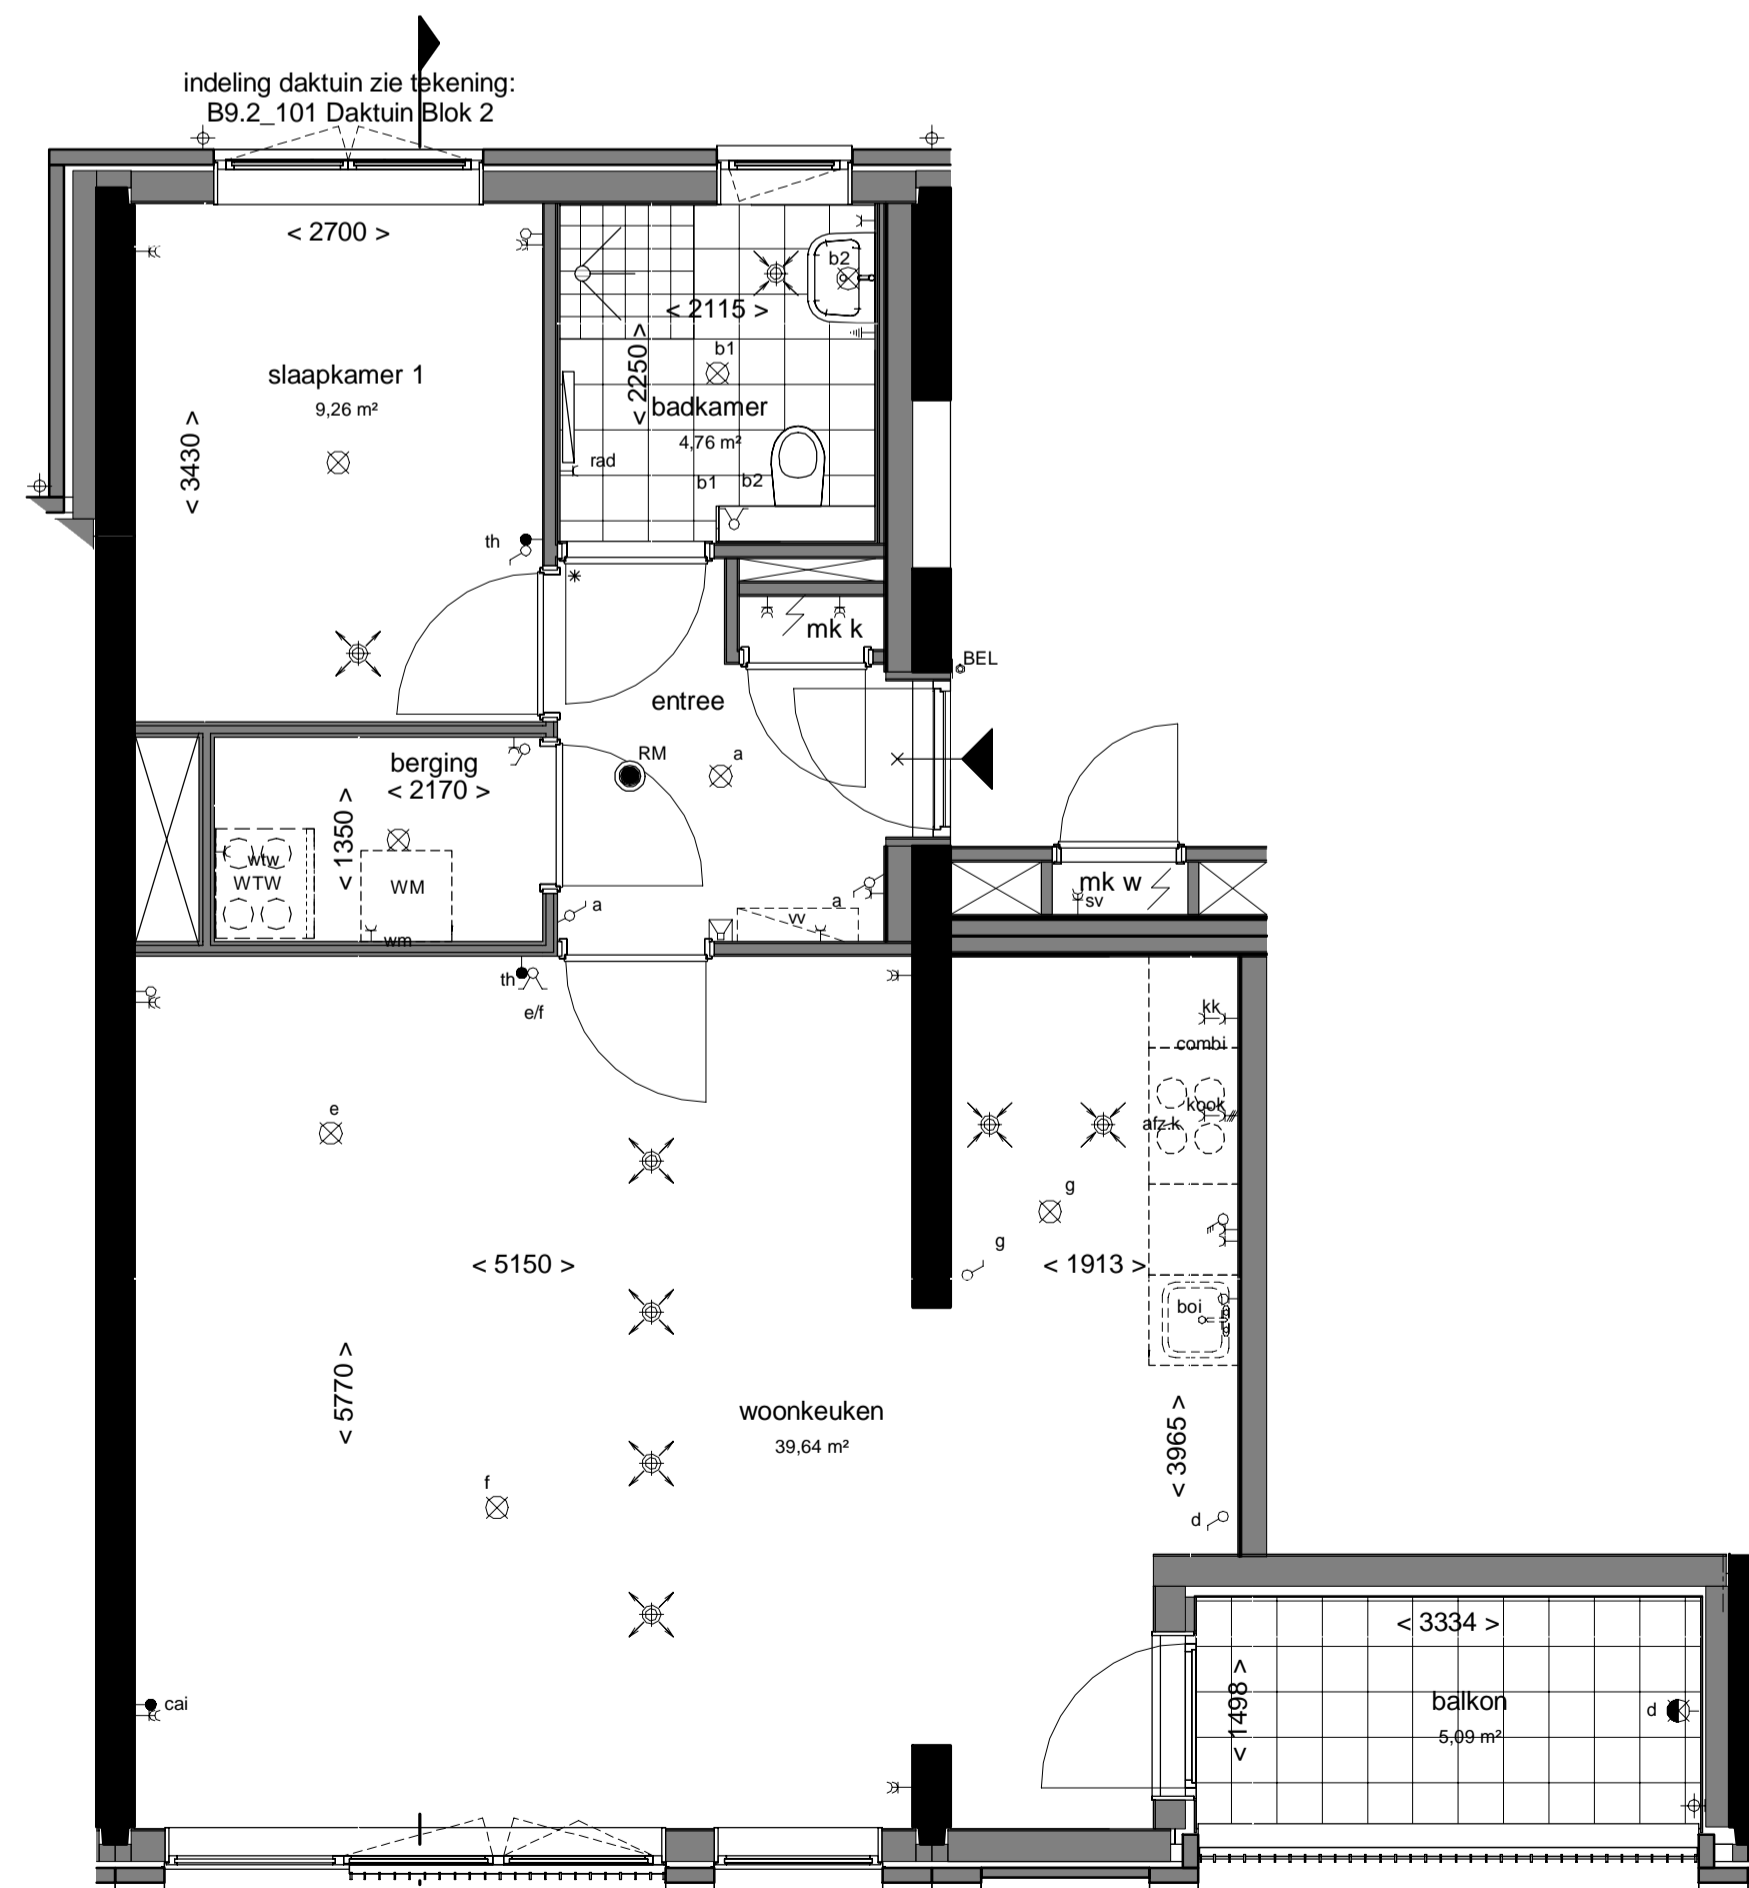 indeling daktuin zie tekening:
B9.2_101 Daktuin Blok 2
< 2700 >
b2
< 2115 >
< 2250 >
b1
slaapkamer 1
9,26 m²
badkamer
4,76 m²
< 3430 >
rad
b1
b2
th
mk k
BEL
entree
RM
a
berging
< 2170 >
< 1350 >
wtw
WTW
WM
wm
a
a
vv
mk w
sv
th
e/f
kk
combi
kook
afz.k
e
g
g
< 5150 >
< 1913 >
boi
< 5770 >
woonkeuken
39,64 m²
< 3965 >
f
d
< 3334 >
< 1498 >
balkon
5,09 m²
d
cai